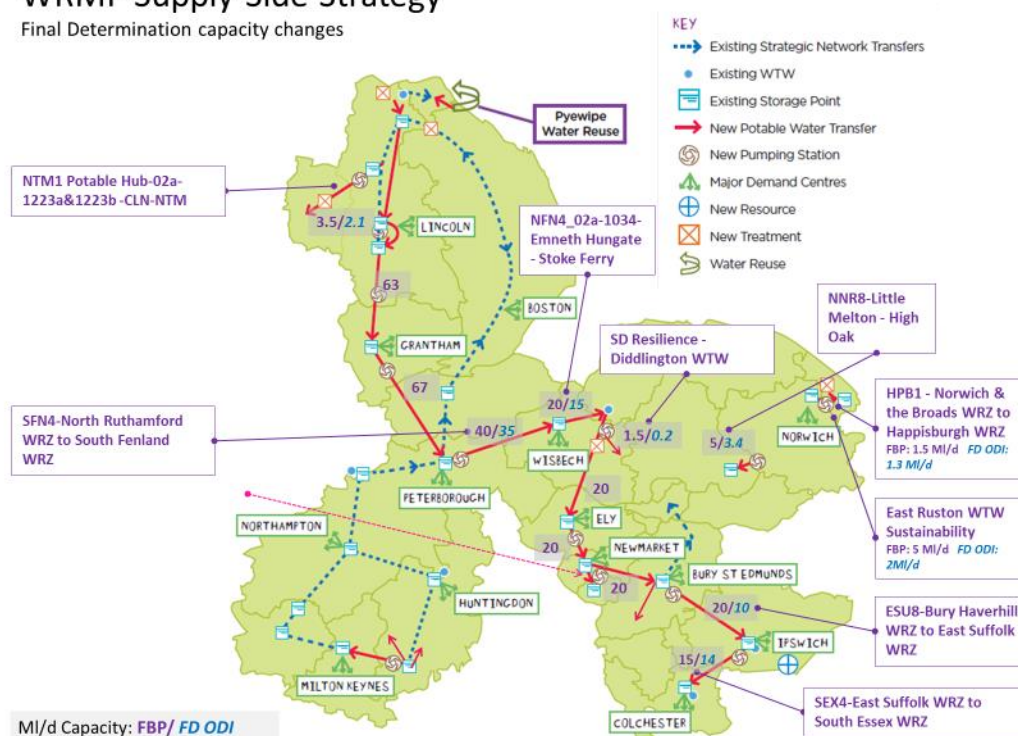 WRMP Supply Side Strategy
Final Determination capacity changes
KEY
Existing Strategic Network Transfers
Existing WTW
Existing Storage Point
New Potable Water Transfer
New Pumping Station
Major Demand Centres
New Resource
New Treatment
Water Reuse
Pyewipe
Water Reuse
NTM1 Potable Hub-02a-
1223a&1223b -CLN-NTM
3.5/2.1
LINCOLN
63
GRANTHAM
67
BOSTON
NFN4_02a-1034-
Emneth Hungate
- Stoke Ferry
SD Resilience -
Diddlington WTW
NNR8-Little
Melton - High
Oak
HPB1 - Norwich &
the Broads WRZ to
Happisburgh WRZ
FBP: 1.5 Ml/d FD ODI:
1.3 Ml/d
SFN4-North Ruthamford
WRZ to South Fenland
WRZ
40/35
20/15
WISBECH
1.5/0.2
5/3.4
NORWICH
PETERBOROUGH
20
ELY
East Ruston WTW
Sustainability
FBP: 5 Ml/d FD ODI:
2Ml/d
NORTHAMPTON
20
NEWMARKET
20
BURY ST EDMUNDS
HUNTINGDON
20/10
IPSWICH
ESU8-Bury Haverhill
WRZ to East Suffolk
WRZ
MILTON KEYNES
15/14
COLCHESTER
SEX4-East Suffolk WRZ to
South Essex WRZ
Ml/d Capacity: FBP/ FD ODI